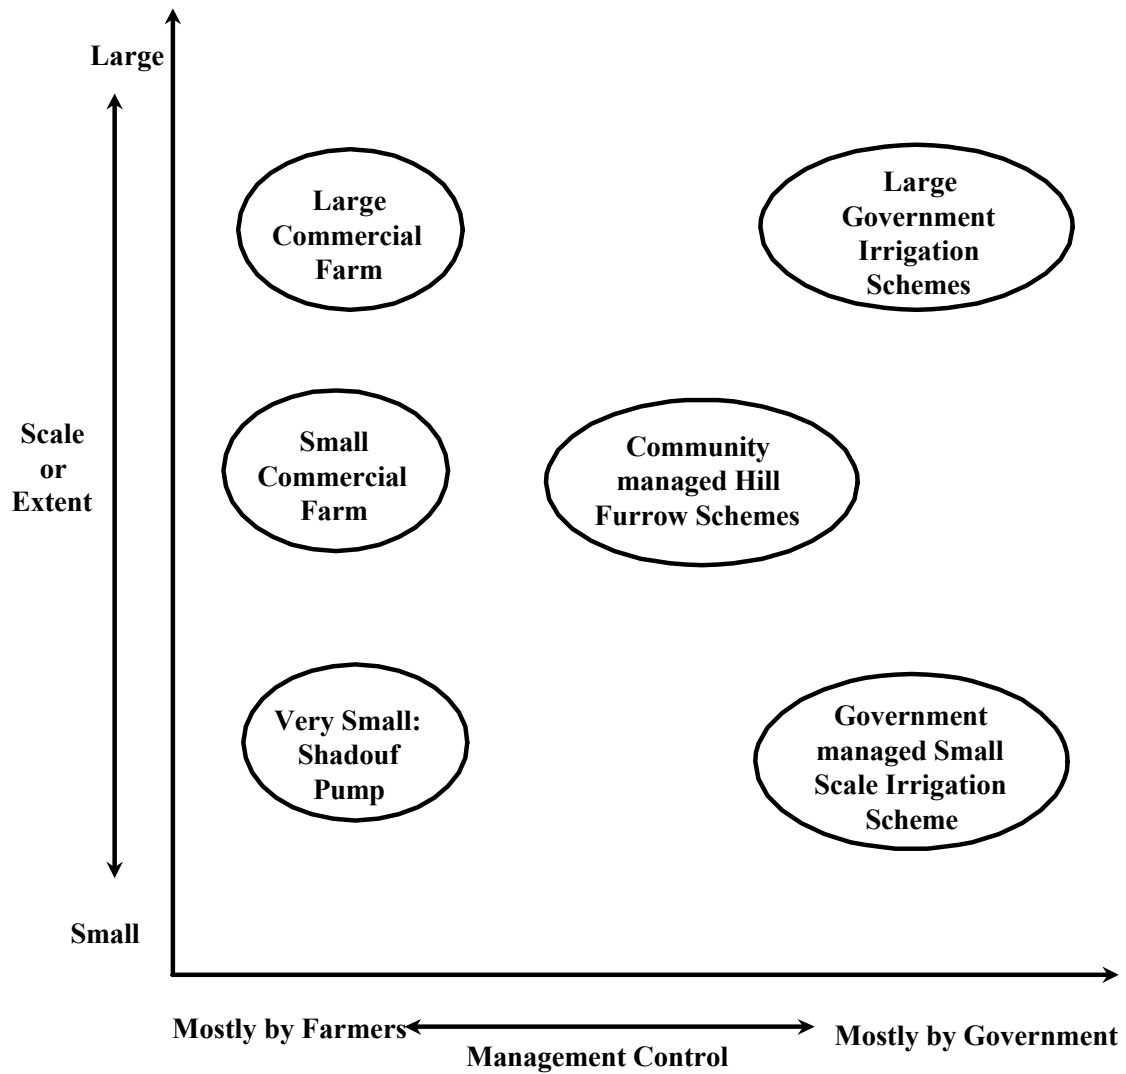 Large
Large
Commercial
Farm
Large
Government
Irrigation
Schemes
Scale
or
Extent
Small
Commercial
Farm
Community
managed Hill
Furrow Schemes
Very Small:
Shadouf
Pump
Government
managed Small
Scale Irrigation
Scheme
Small
Mostly by Farmers
Mostly by Government
Management Control